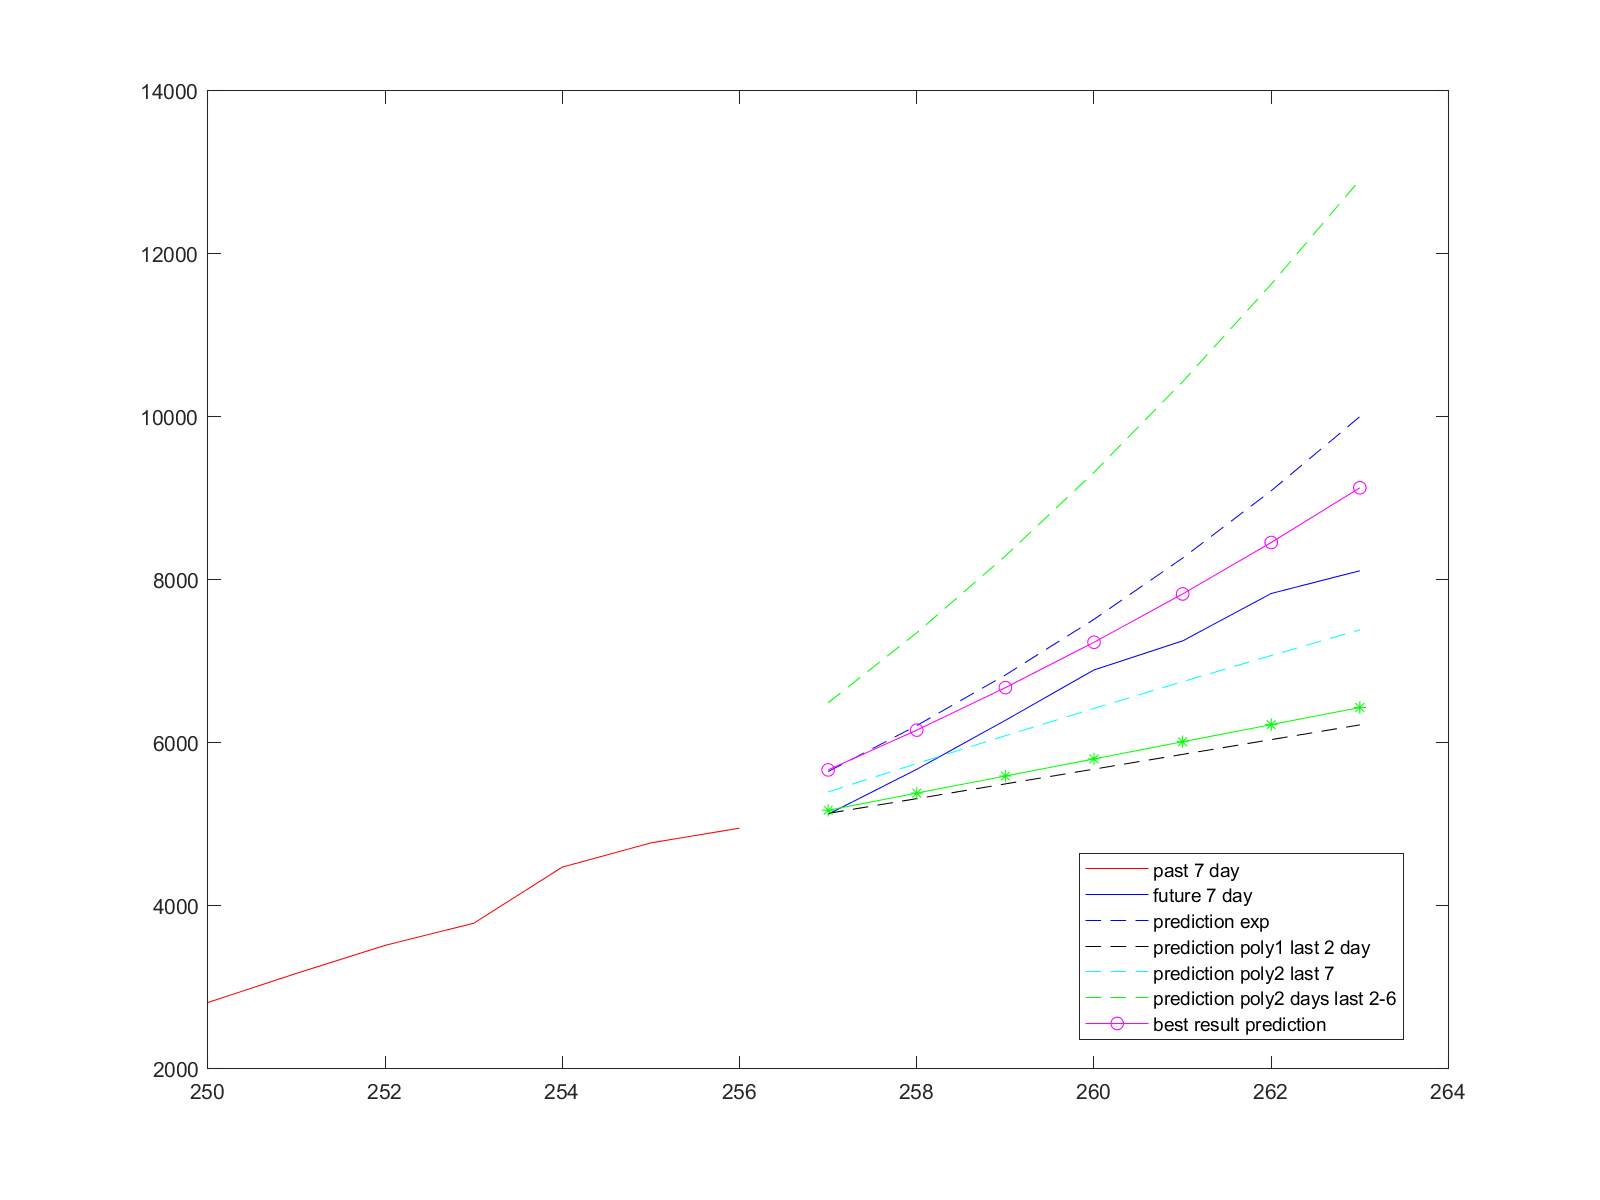 14000
12000
10000
8000
6000
4000
2000
250 252 254 256 258 260 262 264
past 7 day
future 7 day
prediction exp
prediction poly1 last 2 day
prediction poly2 last 7
prediction poly2 days last 2-6
best result prediction